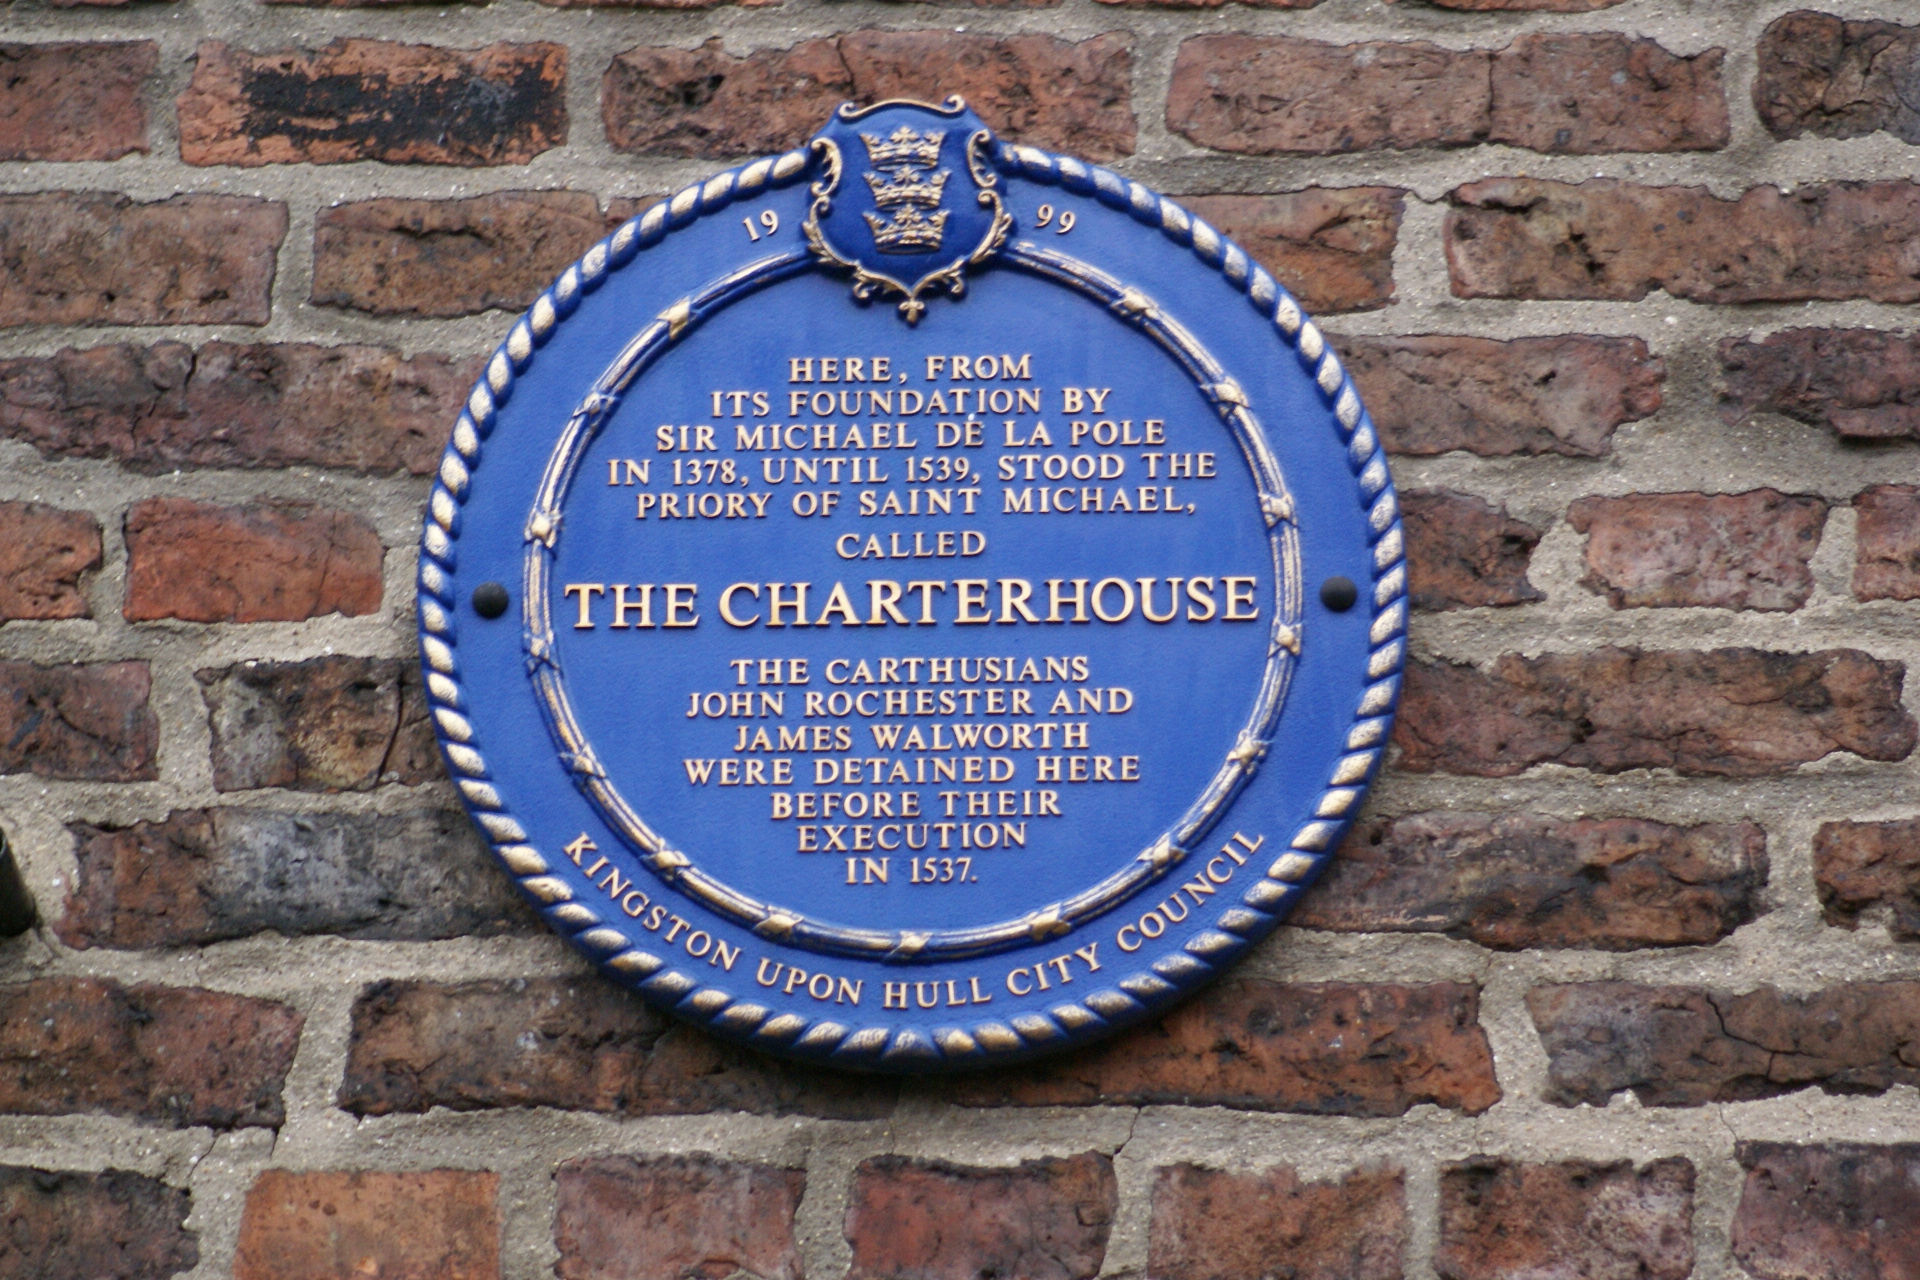 19 99
HERE, FROM
ITS FOUNDATION BY
SIR MICHAEL DE LA POLE
IN 1378, UNTIL 1539, STOOD THE
PRIORY OF SAINT MICHAEL,
CALLED
THE CHARTERHOUSE
THE CARTHUSIANS
JOHN ROCHESTER AND
JAMES WALWORTH
WERE DETAINED HERE
BEFORE THEIR
EXECUTION
IN 1537.
KINGSTON UPON HULL CITY COUNCIL